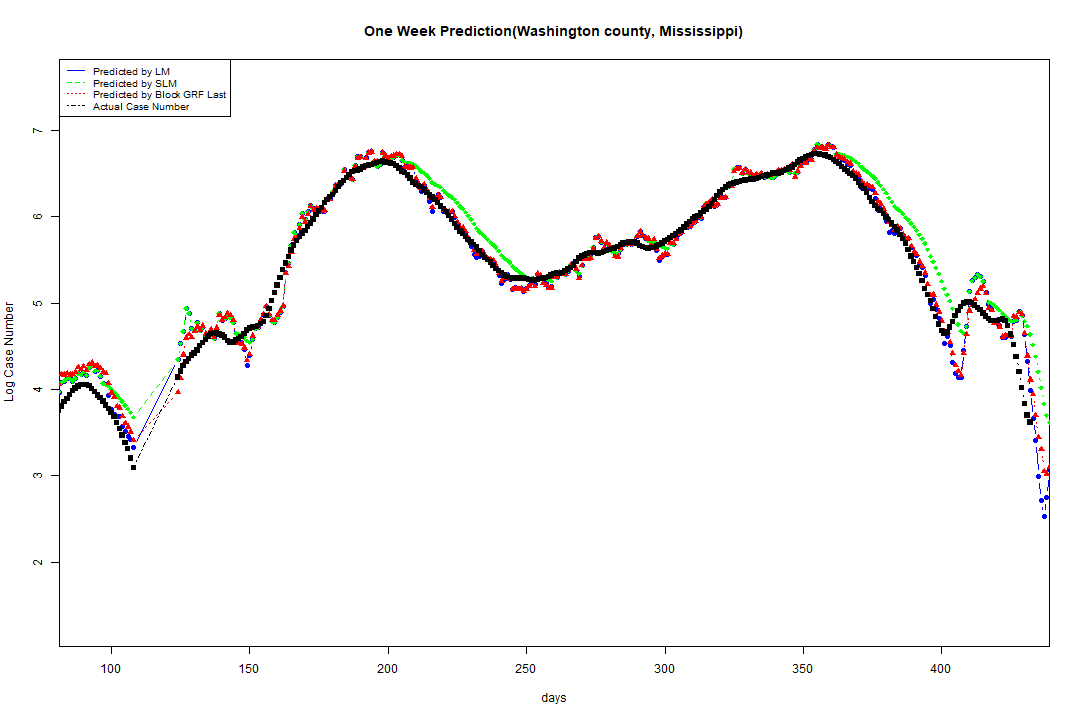 One Week Prediction(Washington county, Mississippi)
Predicted by LM
Predicted by SLM
Predicted by Block GRF Last
Actual Case Number
Log Case Number
7
6
5
4
3
2
100 150 200 250 300 350 400
days